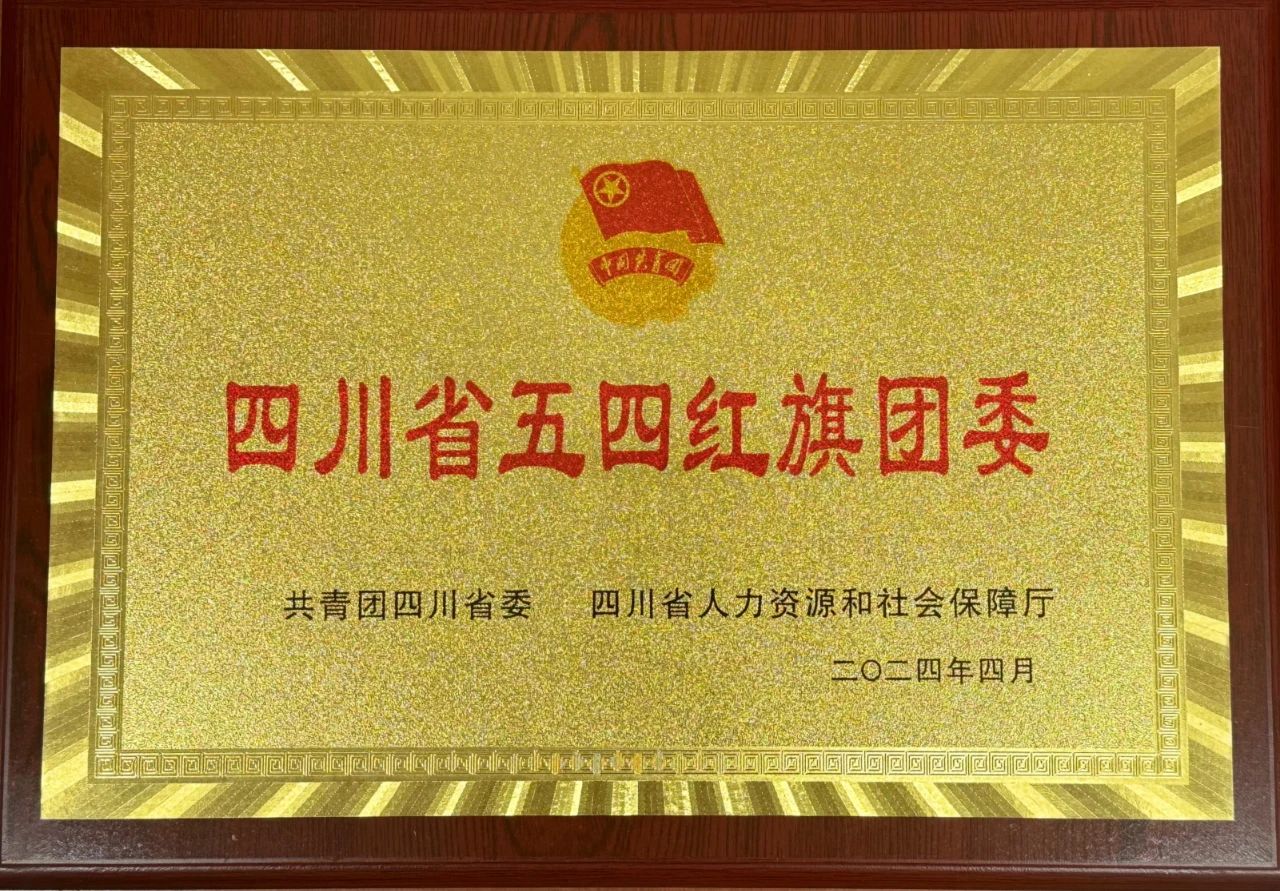 中国共青团
四川省五四红旗团委
共青团四川省委 四川省人力资源和社会保障厅
二〇二四年四月